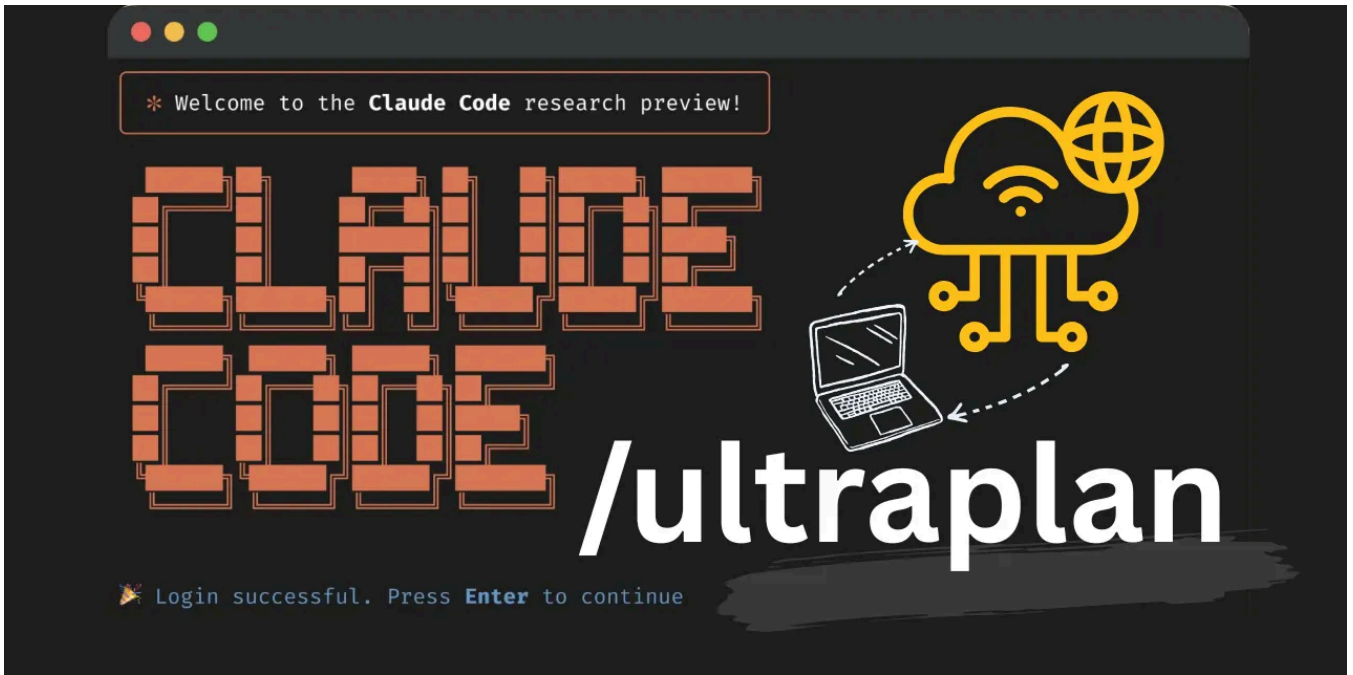 * Welcome to the Claude Code research preview!
CLAUDE
CODE
/ultraplan
🎉 Login successful. Press Enter to continue